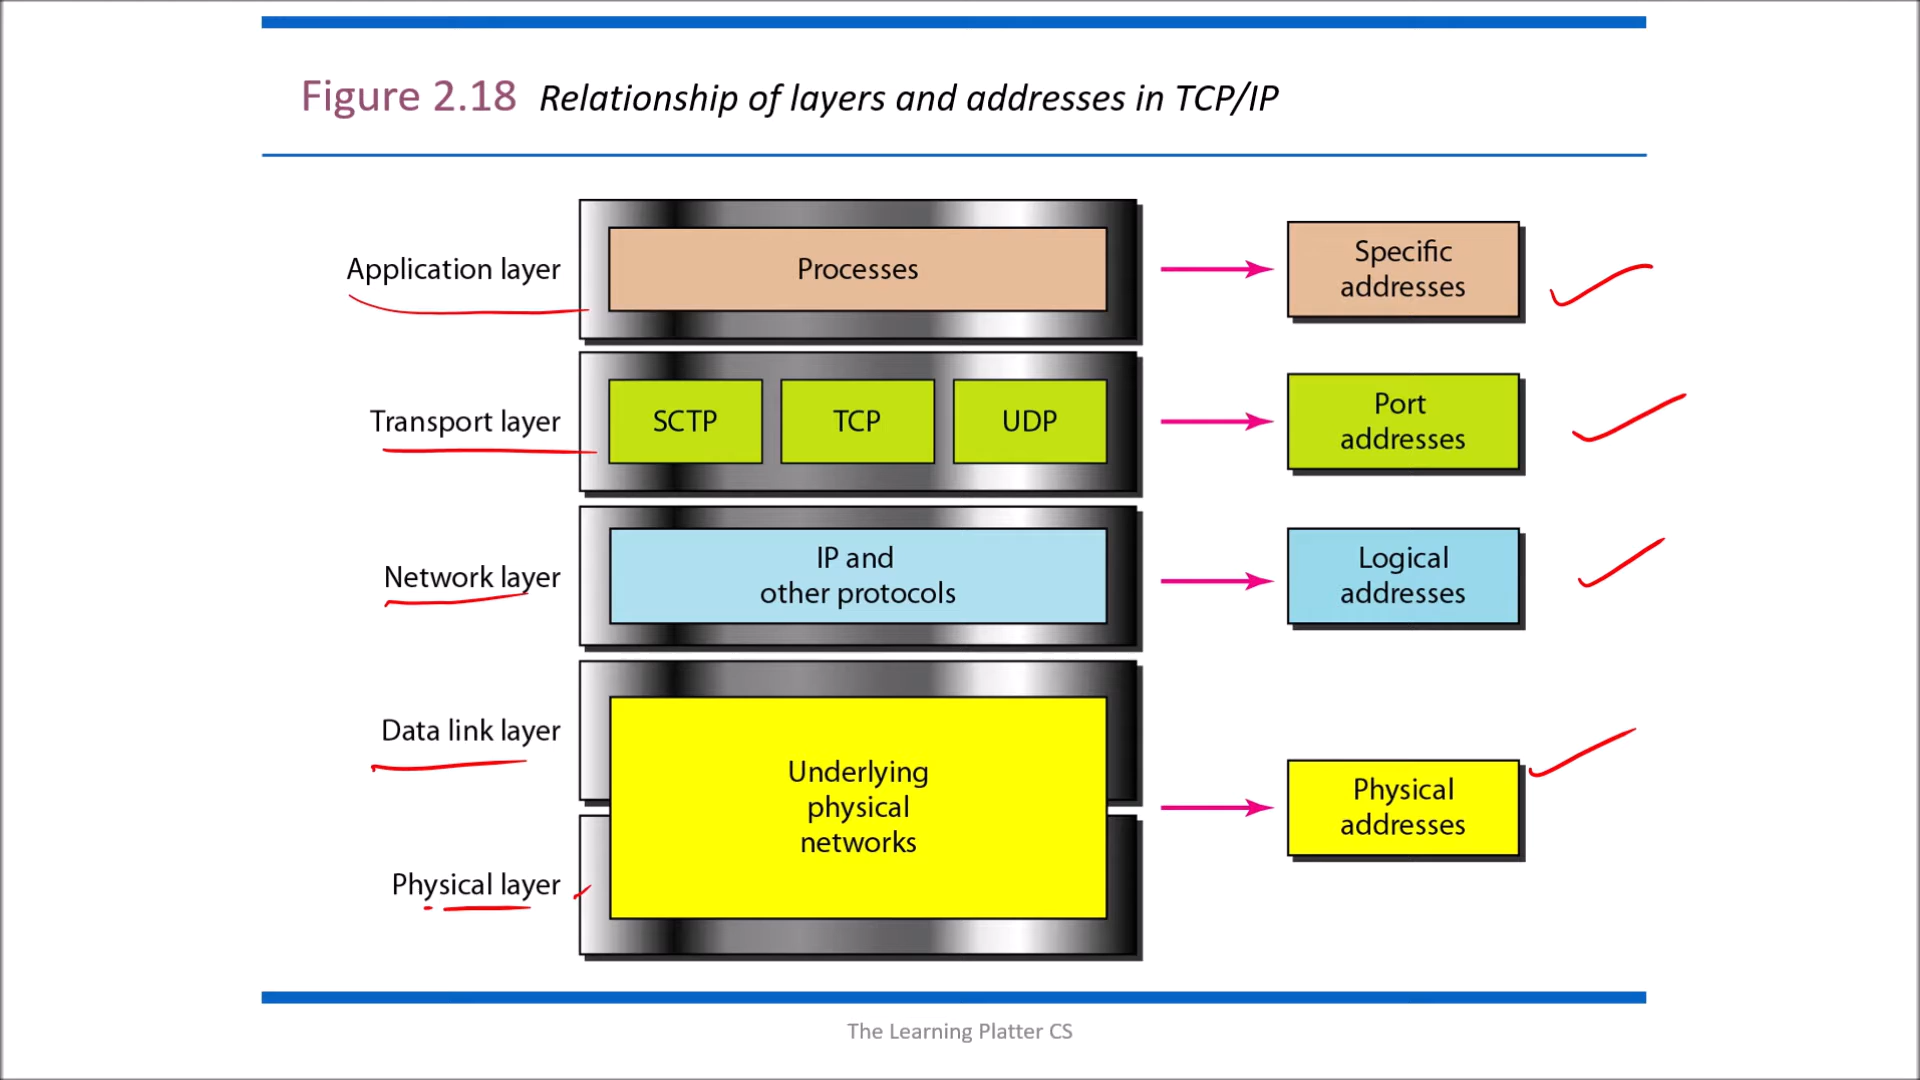 Figure 2.18 Relationship of layers and addresses in TCP/IP
Application layer
Processes
Specific
addresses
Transport layer
SCTP
TCP
UDP
Port
addresses
Network layer
IP and
other protocols
Logical
addresses
Data link layer
Underlying
physical
networks
Physical
addresses
Physical layer
The Learning Platter CS